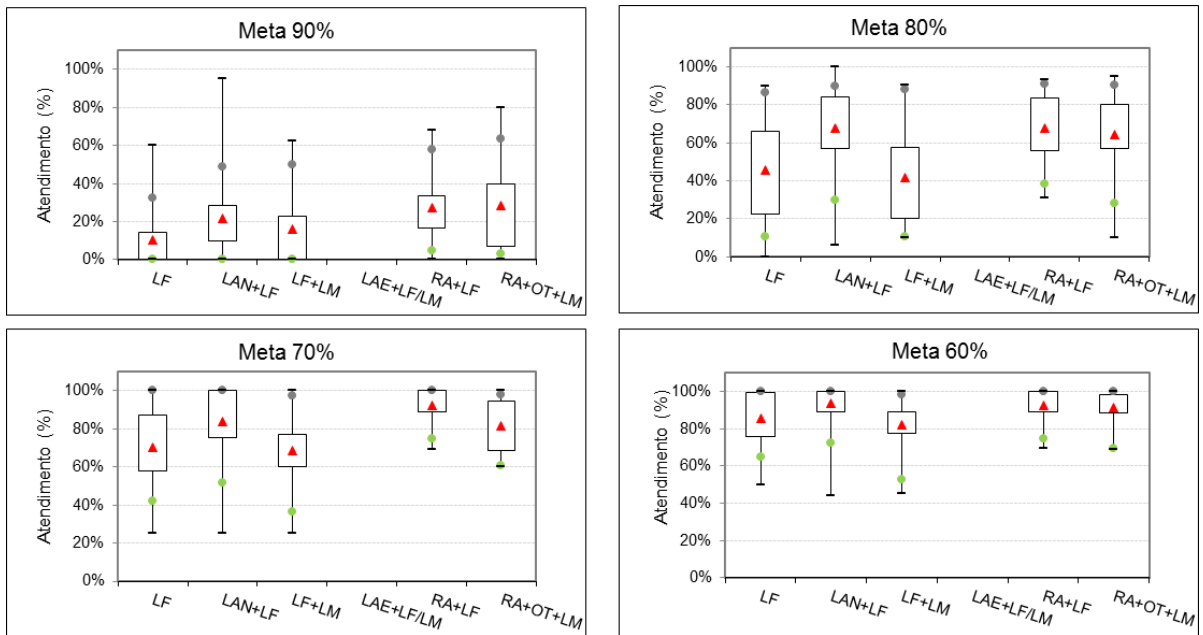 Meta 90%
Atendimento (%)
100%
80%
60%
40%
20%
0%
LF
LAN+LF
LF+LM
LAE+LF/LM
RA+LF
RA+OT+LM
Meta 80%
Atendimento (%)
100%
80%
60%
40%
20%
0%
LF
LAN+LF
LF+LM
LAE+LF/LM
RA+LF
RA+OT+LM
Meta 70%
Atendimento (%)
100%
80%
60%
40%
20%
0%
LF
LAN+LF
LF+LM
LAE+LF/LM
RA+LF
RA+OT+LM
Meta 60%
Atendimento (%)
100%
80%
60%
40%
20%
0%
LF
LAN+LF
LF+LM
LAE+LF/LM
RA+LF
RA+OT+LM